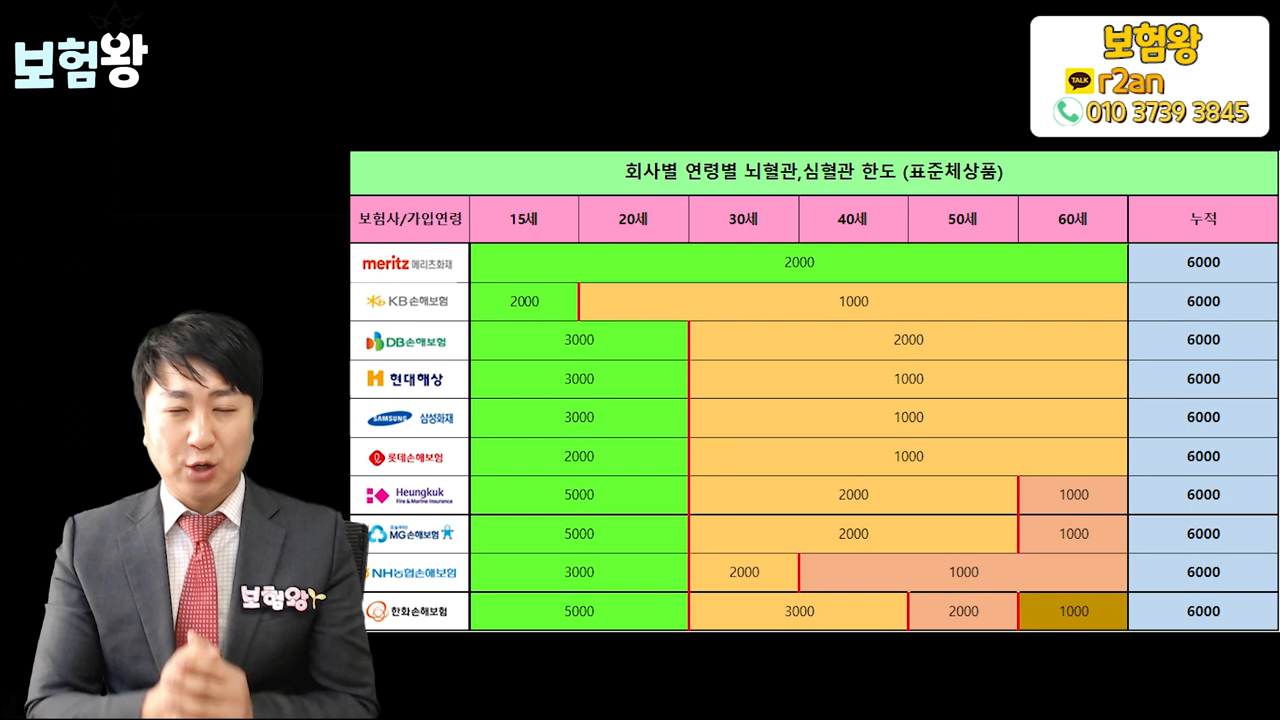 보험왕
보험왕
TALK r2an
010 3739 3845
회사별 연령별 뇌혈관,심혈관 한도 (표준체상품)
보험사/가입연령 15세 20세 30세 40세 50세 60세 누적
meritz 메리츠화재 2000 6000
KB손해보험 2000 1000 6000
DB손해보험 3000 2000 6000
현대해상 3000 1000 6000
SAMSUNG 삼성화재 3000 1000 6000
롯데손해보험 2000 1000 6000
Heungkuk 5000 2000 1000 6000
Fire & Marine Insurance
MG손해보험 5000 2000 1000 6000
NH농협손해보험 3000 2000 1000 6000
한화손해보험 5000 3000 2000 1000 6000
보험왕